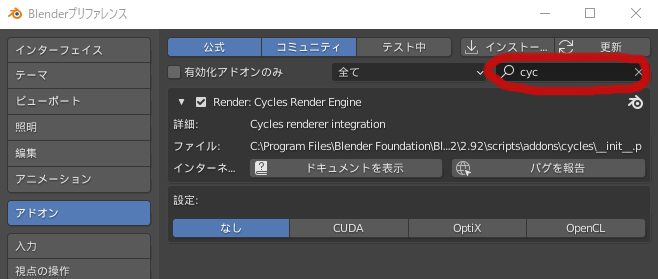 Blenderプリファレンス
インターフェイス
テーマ
ビューポート
照明
編集
アニメーション
アドオン
入力
視点の操作
公式 コミュニティ テスト中 インストー... 更新
有効化アドオンのみ 全て cyc
Render: Cycles Render Engine
詳細: Cycles renderer integration
ファイル: C:\Program Files\Blender Foundation\Bl...2\2.92\scripts\addons\cycles\__init__.p
インターネ... ドキュメントを表示 バグを報告
設定:
なし CUDA OptiX OpenCL